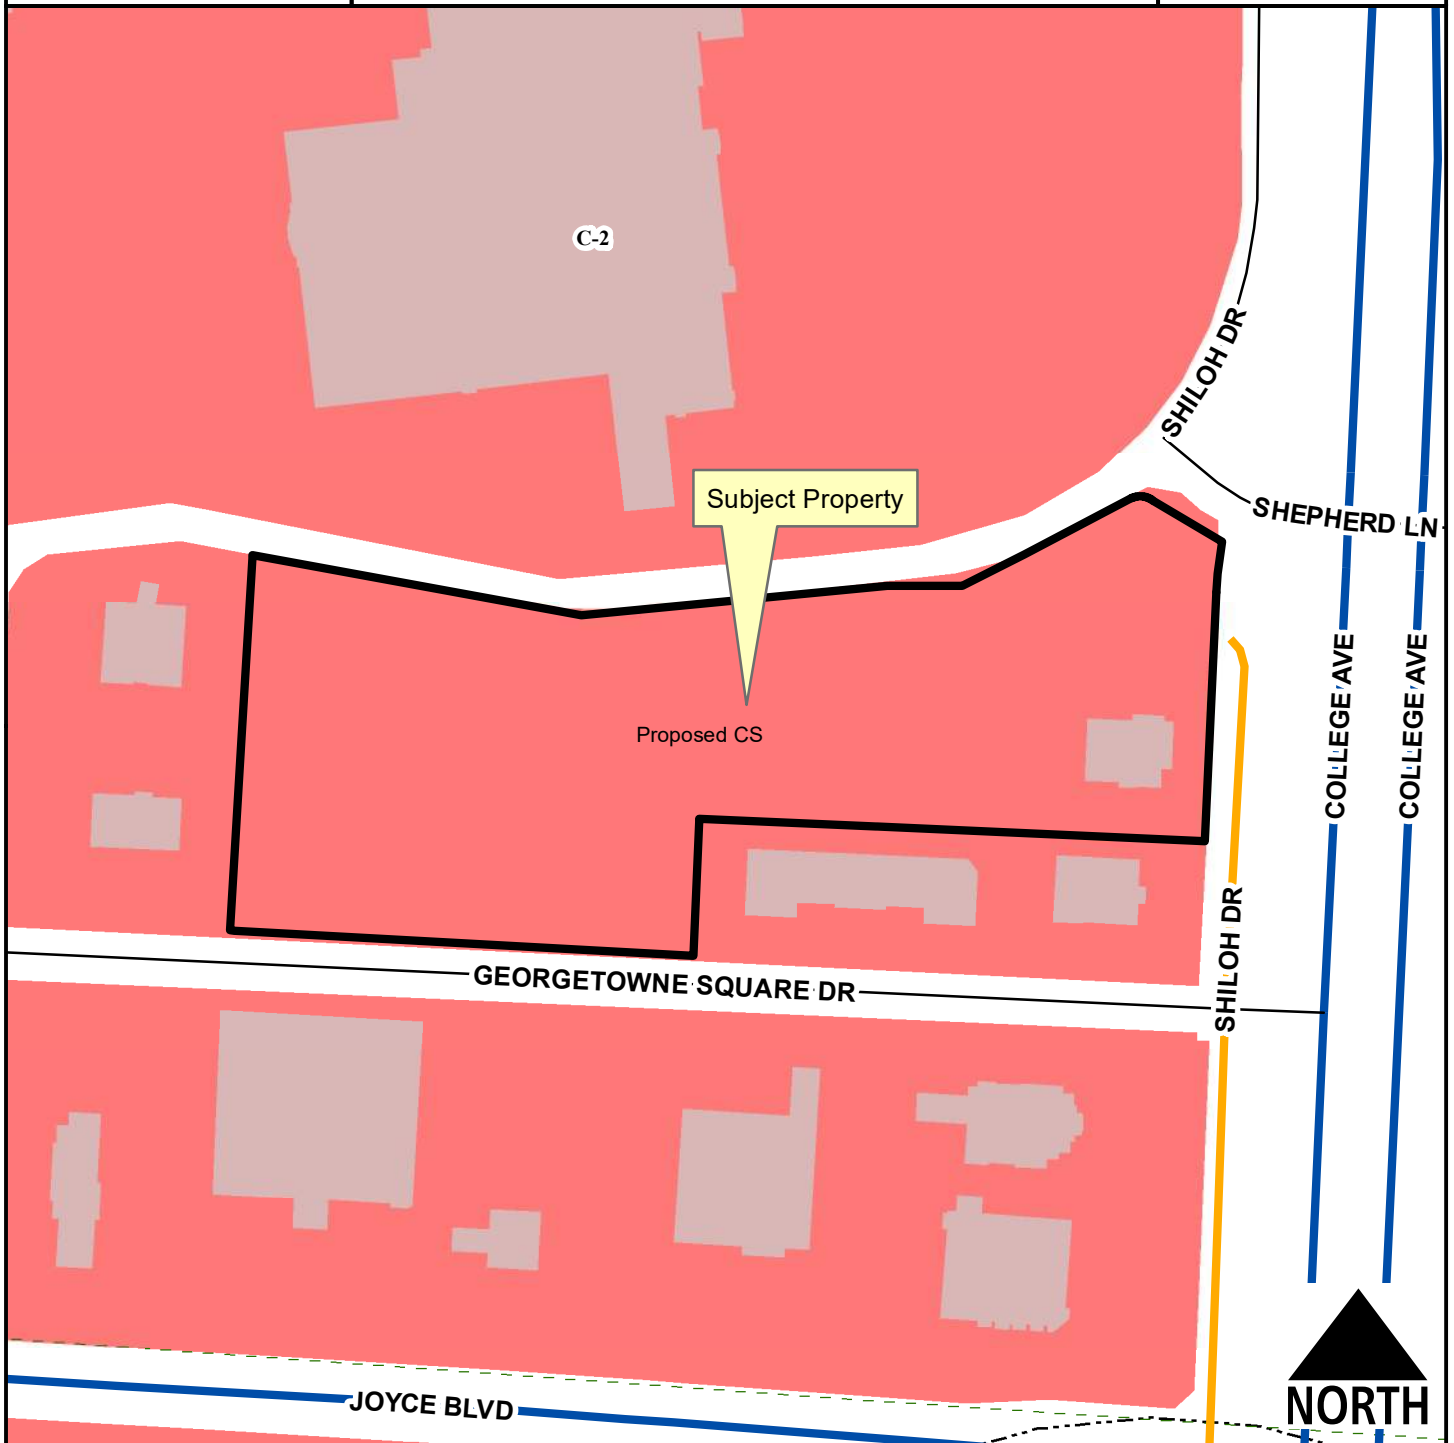 C-2
SHILOH DR
Subject Property
SHEPHERD LN
Proposed CS
COLLEGE AVE
COLLEGE AVE
SHILOH DR
GEORGETOWNE SQUARE DR
JOYCE BLVD
NORTH